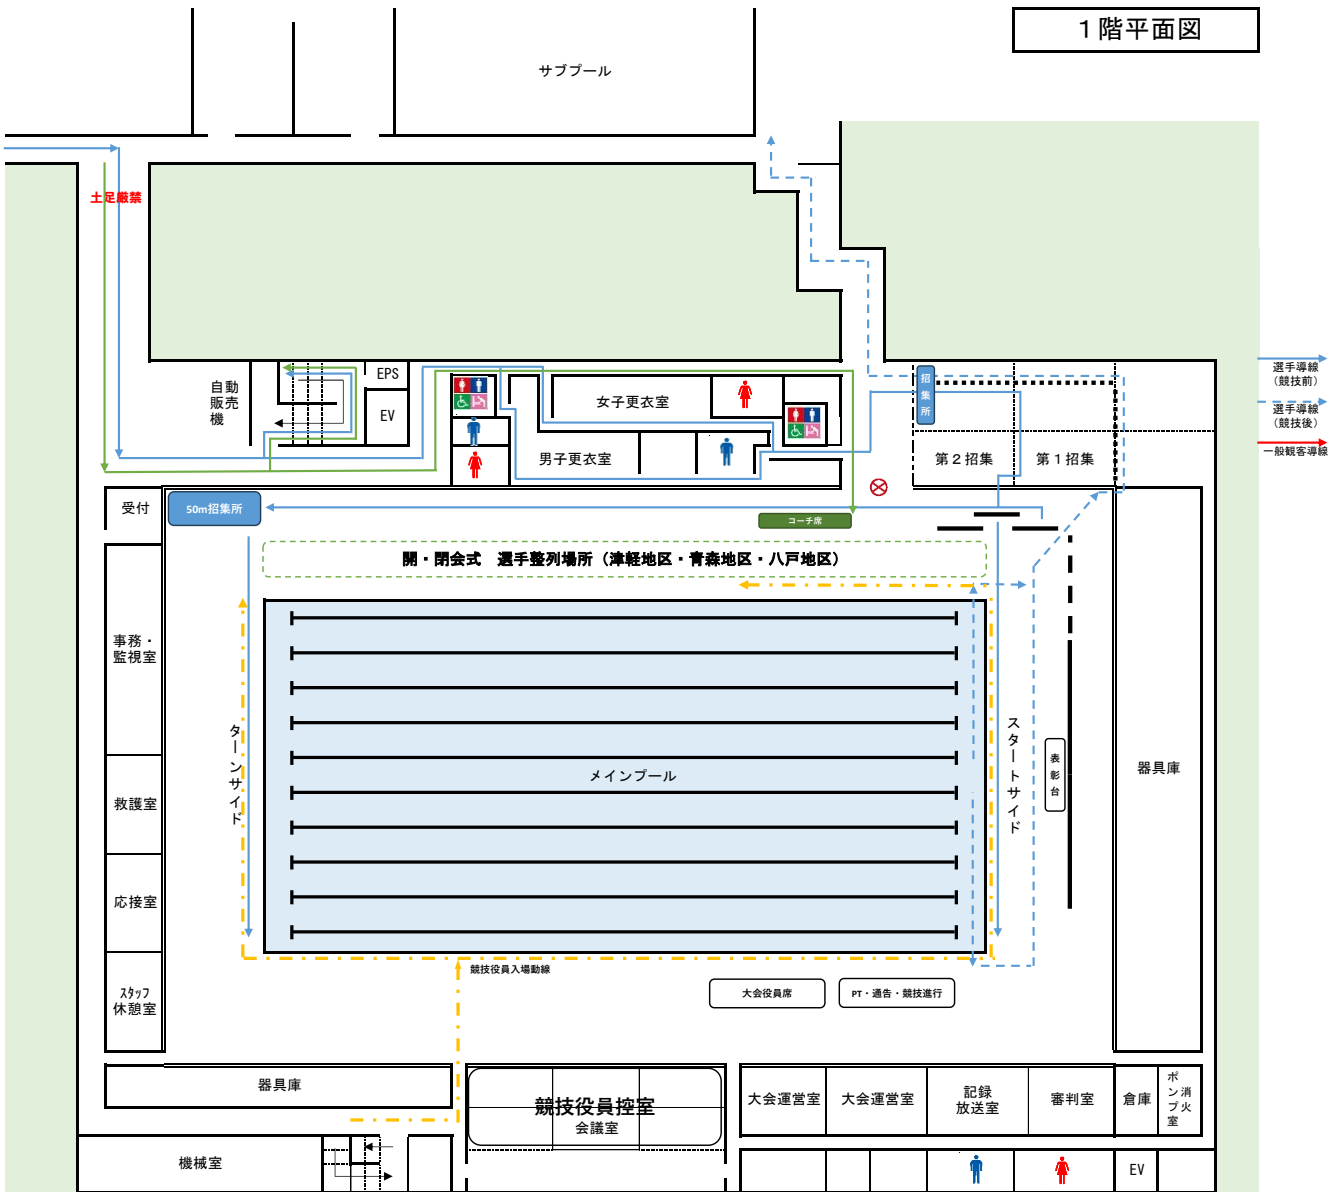 １階平面図
サブプール
土足厳禁
選手導線
（競技前）
選手導線
（競技後）
一般観客導線
自動
販売
機
EPS
EV
女子更衣室
男子更衣室
招集所
第２招集
第１招集
受付
50m招集所
コーチ席
開・閉会式　選手整列場所（津軽地区・青森地区・八戸地区）
事務・
監視室
ターンサイド
メインプール
スタートサイド
表彰台
器具庫
救護室
応接室
ｽﾀｯﾌ
休憩室
競技役員入場動線
大会役員席
PT・通告・競技進行
器具庫
競技役員控室
会議室
大会運営室
大会運営室
記録
放送室
審判室
倉庫
消火
ポンプ室
機械室
EV